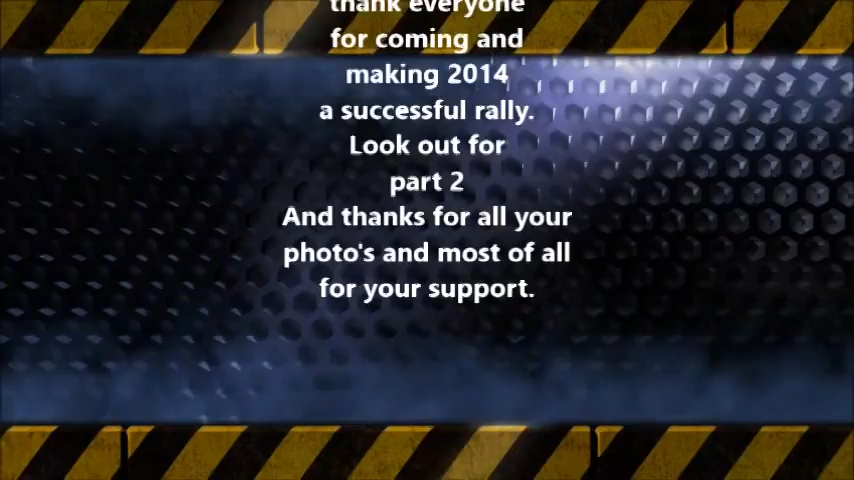 thank everyone
for coming and
making 2014
a successful rally.
Look out for
part 2
And thanks for all your
photo's and most of all
for your support.